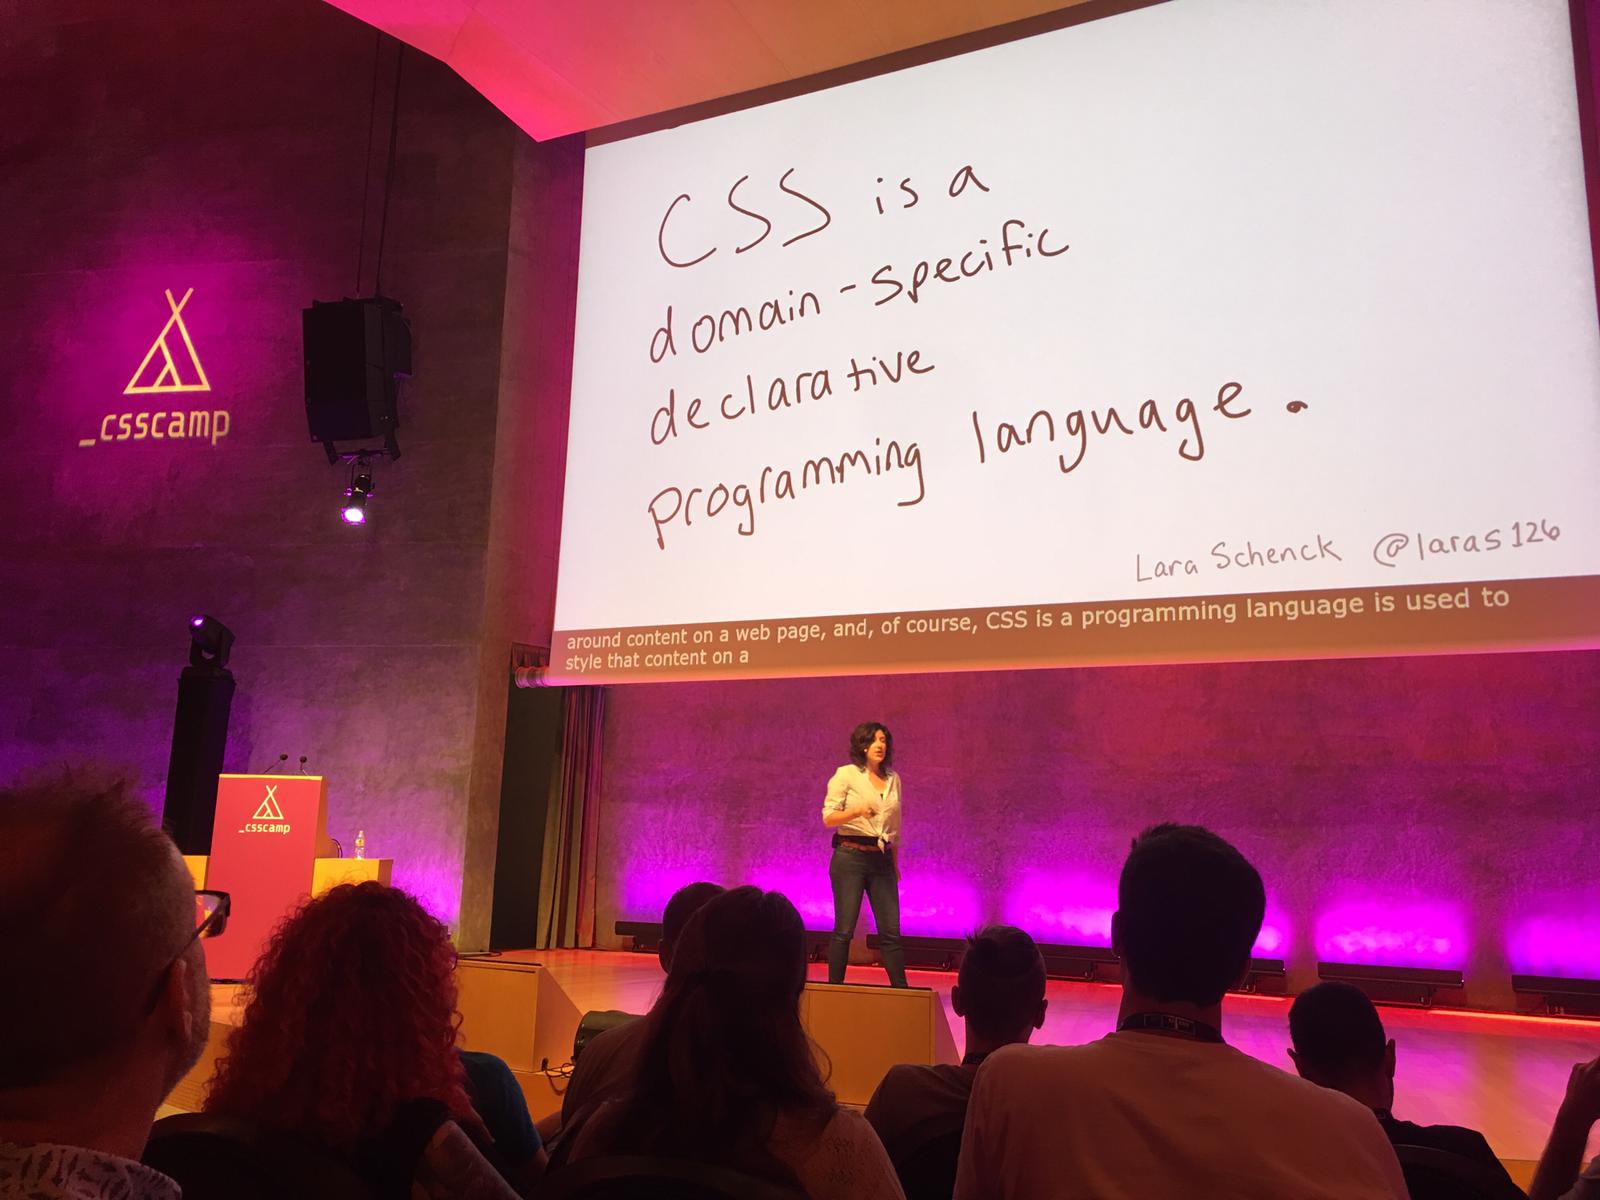 CSS is a
domain-specific
declarative
programming language.
Lara Schenck @laras126
around content on a web page, and, of course, CSS is a programming language is used to
style that content on a
_csscamp
_csscamp